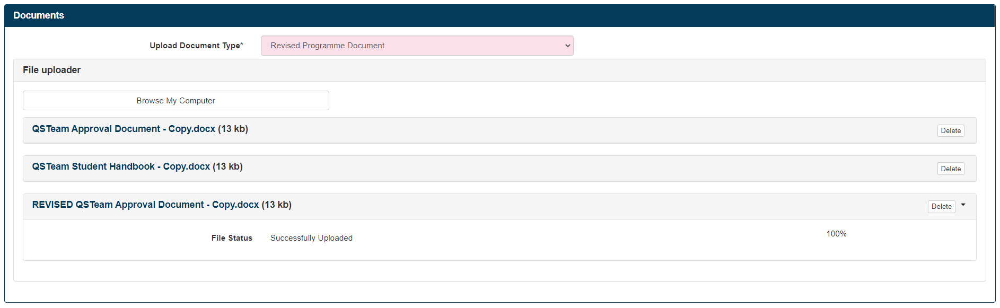 Documents
Upload Document Type*
Revised Programme Document
File uploader
Browse My Computer
QSTeam Approval Document - Copy.docx (13 kb)
Delete
QSTeam Student Handbook - Copy.docx (13 kb)
Delete
REVISED QSTeam Approval Document - Copy.docx (13 kb)
Delete
File Status
Successfully Uploaded
100%